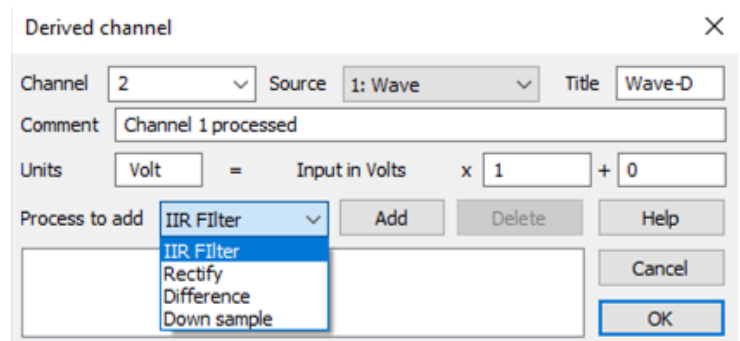 Derived channel
Channel 2 Source 1: Wave Title Wave-D
Comment Channel 1 processed
Units Volt = Input in Volts x 1 + 0
Process to add IIR FIlter Add Delete Help
IIR FIlter
Rectify
Difference
Down sample
Cancel
OK